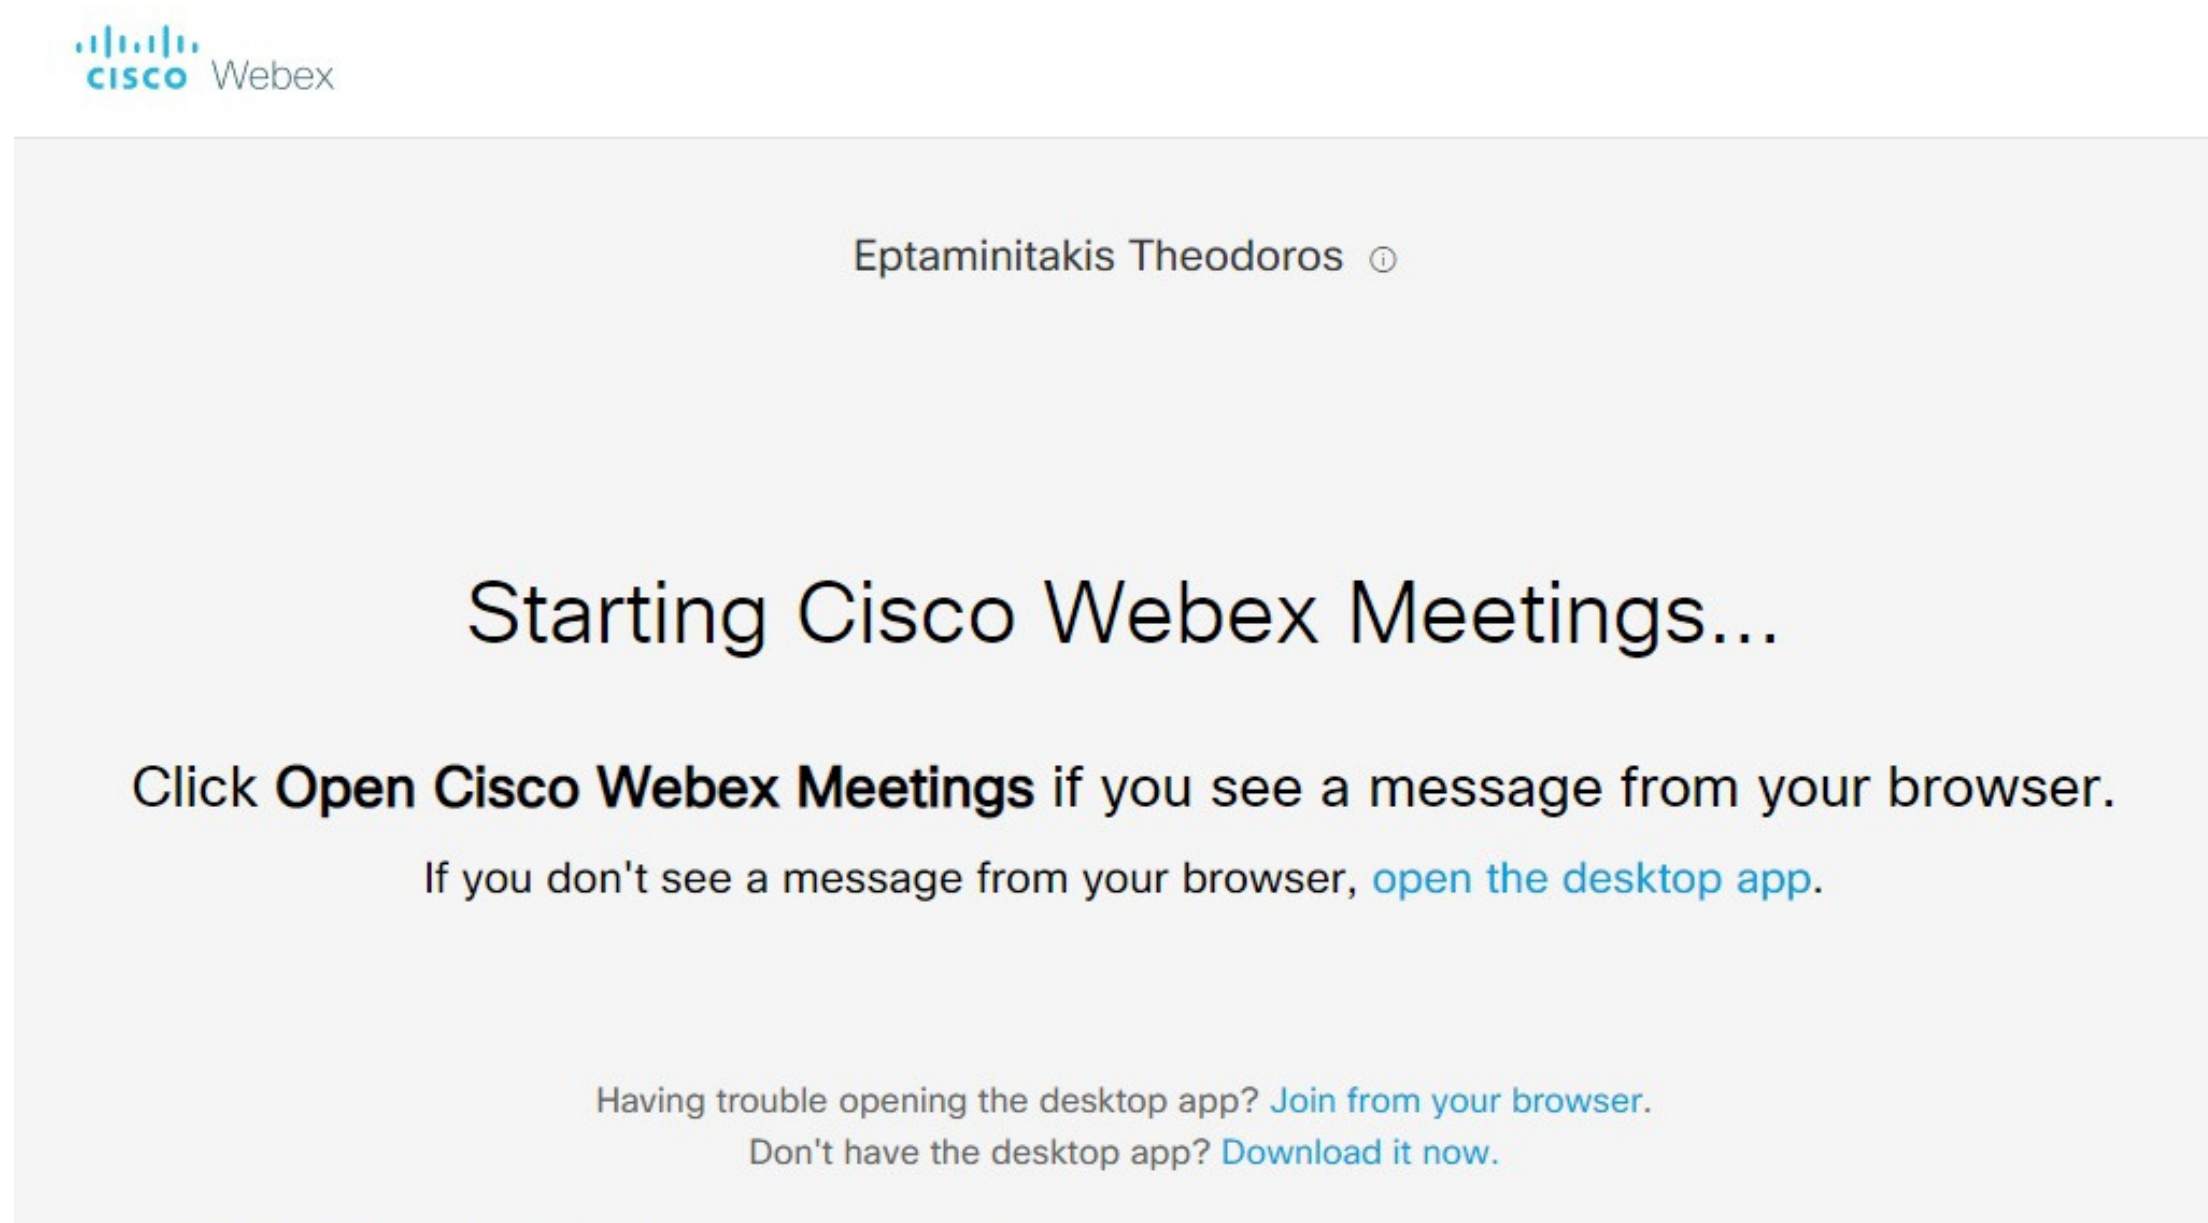 CISCO Webex
Eptaminitakis Theodoros
Starting Cisco Webex Meetings...
Click Open Cisco Webex Meetings if you see a message from your browser.
If you don't see a message from your browser, open the desktop app.
Having trouble opening the desktop app? Join from your browser.
Don't have the desktop app? Download it now.